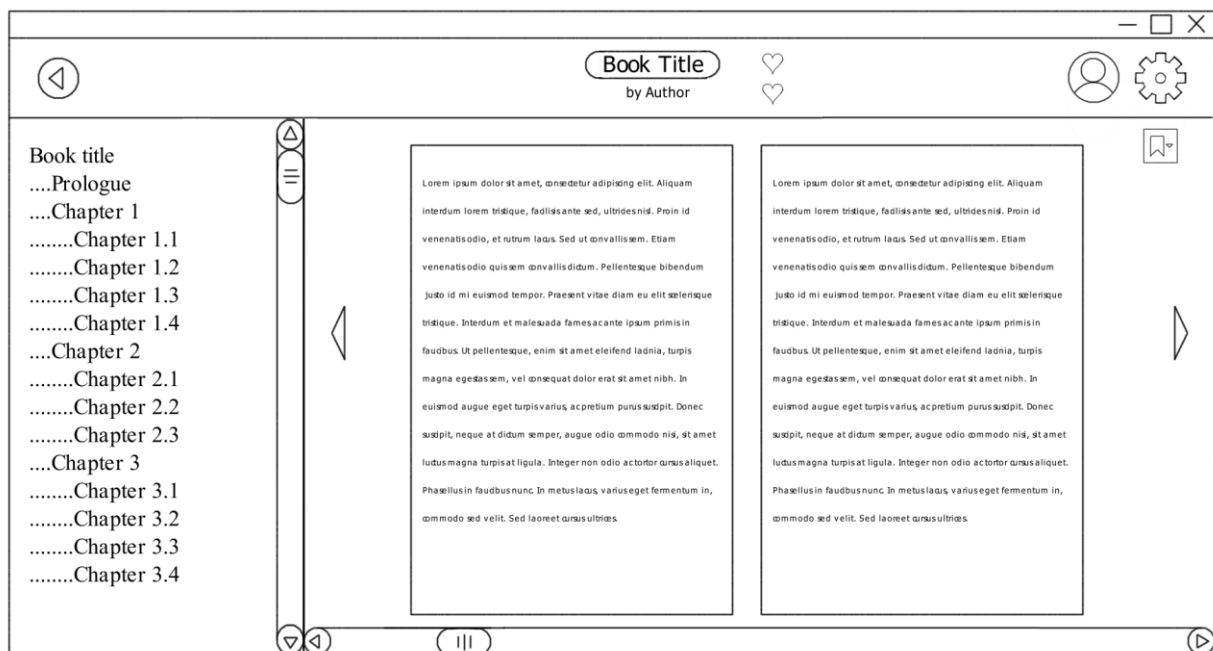 Book Title
by Author
Book title
....Prologue
....Chapter 1
........Chapter 1.1
........Chapter 1.2
........Chapter 1.3
........Chapter 1.4
....Chapter 2
........Chapter 2.1
........Chapter 2.2
........Chapter 2.3
....Chapter 3
........Chapter 3.1
........Chapter 3.2
........Chapter 3.3
........Chapter 3.4
Lorem ipsum dolor sit amet, consectetur adipiscing elit. Aliquam
interdum lorem tristique, facilisis ante sed, ultricies nisl. Proin id
venenatis odio, et rutrum lacus. Sed ut convallis sem. Etiam
venenatis odio quis sem convallis dictum. Pellentesque bibendum
justo id mi euismod tempor. Praesent vitae diam eu elit scelerisque
tristique. Interdum et malesuada fames ac ante ipsum primis in
faucibus. Ut pellentesque, enim sit amet eleifend lacinia, turpis
magna egestas sem, vel consequat dolor erat sit amet nibh. In
euismod augue eget turpis varius, ac pretium purus suscipit. Donec
suscipit, neque at dictum semper, augue odio commodo nisi, sit amet
luctus magna turpis at ligula. Integer non odio ac tortor cursus aliquet.
Phasellus in faucibus nunc. In metus lacus, varius eget fermentum in,
commodo sed velit. Sed laoreet cursus ultrices.
Lorem ipsum dolor sit amet, consectetur adipiscing elit. Aliquam
interdum lorem tristique, facilisis ante sed, ultricies nisl. Proin id
venenatis odio, et rutrum lacus. Sed ut convallis sem. Etiam
venenatis odio quis sem convallis dictum. Pellentesque bibendum
justo id mi euismod tempor. Praesent vitae diam eu elit scelerisque
tristique. Interdum et malesuada fames ac ante ipsum primis in
faucibus. Ut pellentesque, enim sit amet eleifend lacinia, turpis
magna egestas sem, vel consequat dolor erat sit amet nibh. In
euismod augue eget turpis varius, ac pretium purus suscipit. Donec
suscipit, neque at dictum semper, augue odio commodo nisi, sit amet
luctus magna turpis at ligula. Integer non odio ac tortor cursus aliquet.
Phasellus in faucibus nunc. In metus lacus, varius eget fermentum in,
commodo sed velit. Sed laoreet cursus ultrices.